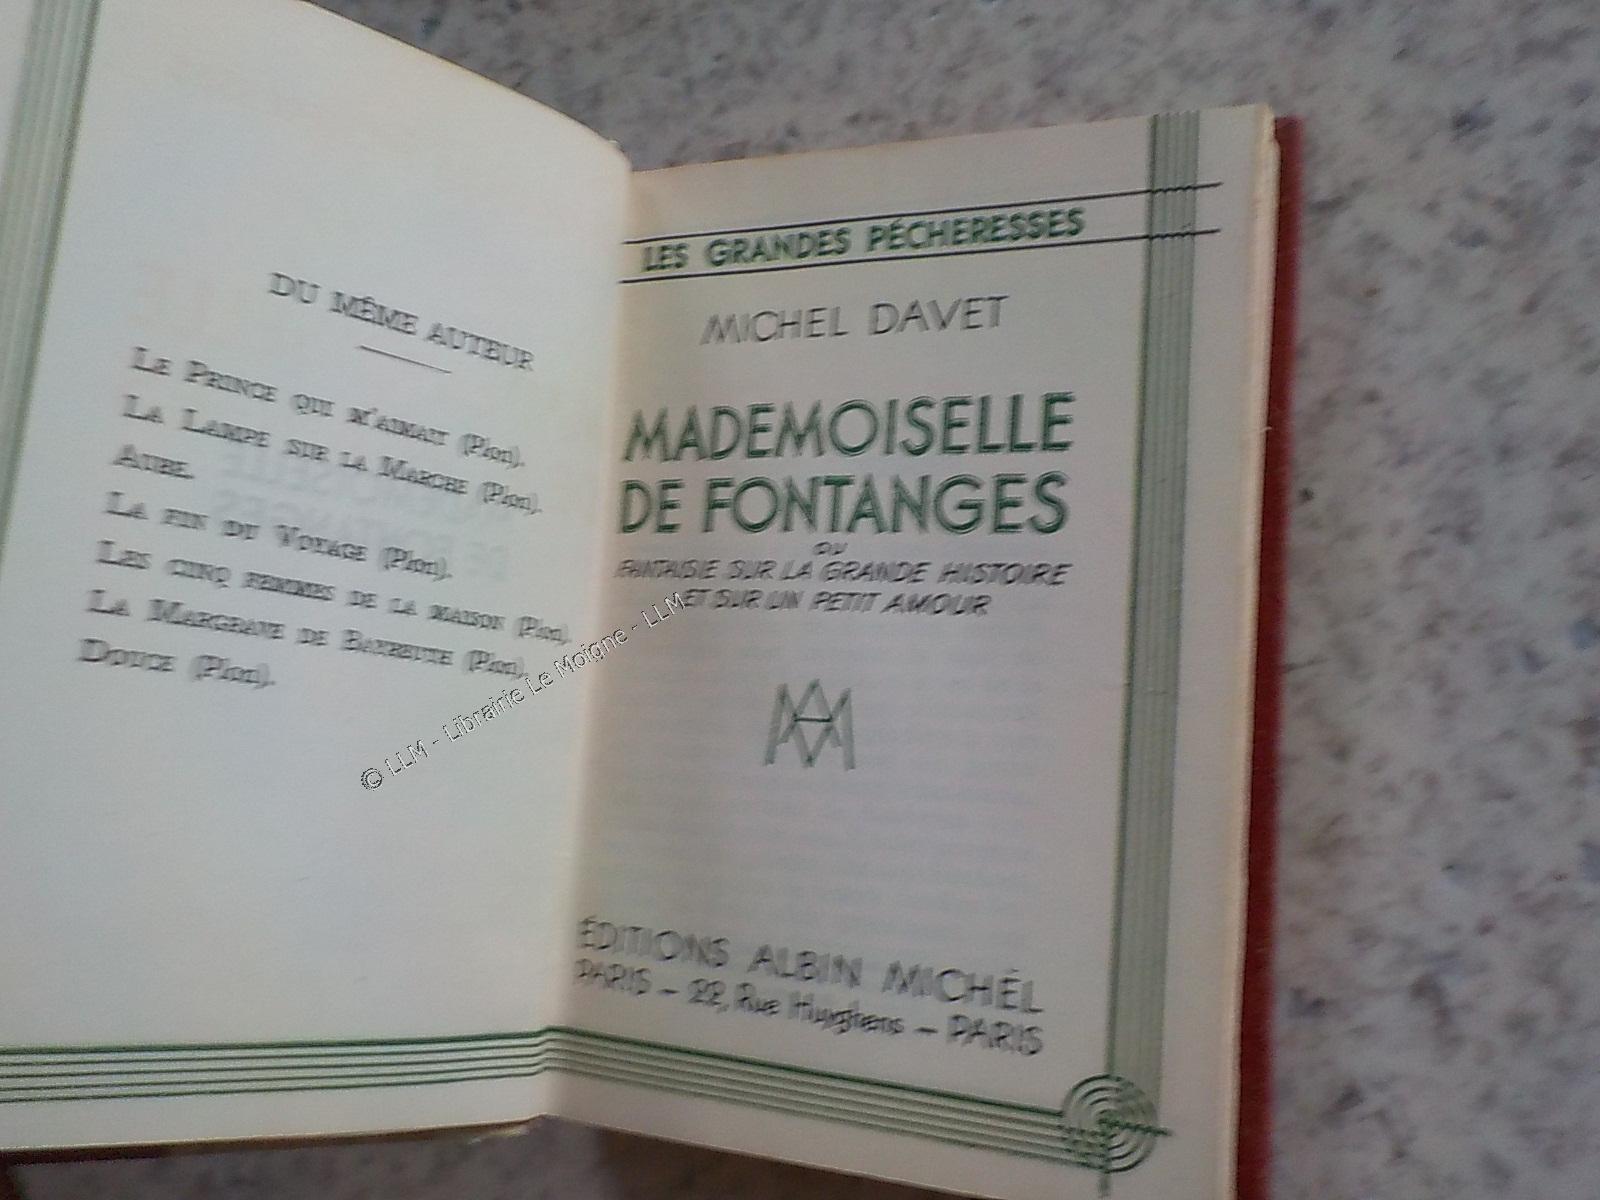 DU MÊME AUTEUR
LE PRINCE QUI M'AIMAIT (Plon).
LA LAMPE SUR LA MARCHE (Plon).
AUBE.
LA FIN DU VOYAGE (Plon).
LES CINQ FEMMES DE LA MAISON (Plon).
LA MARGRAVE DE BAYREUTH (Plon).
DOUCE (Plon).
LES GRANDES PÉCHERESSES
MICHEL DAVET
MADEMOISELLE
DE FONTANGES
OU
FANTAISIE SUR LA GRANDE HISTOIRE
ET SUR UN PETIT AMOUR
AM
ÉDITIONS ALBIN MICHEL
PARIS – 22, Rue Huyghens – PARIS
© LLM - Librairie Le Moigne - LLM